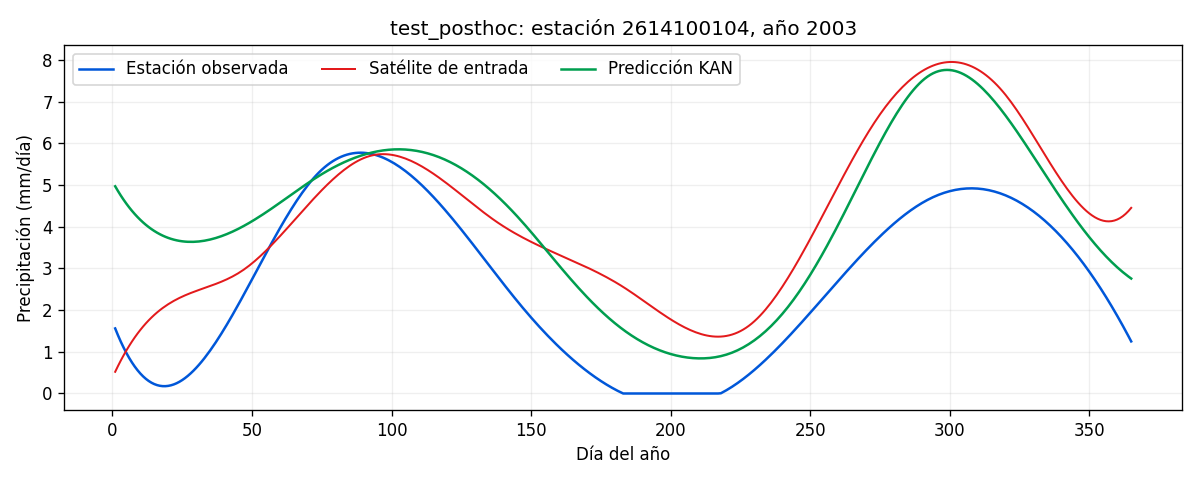 test_posthoc: estación 2614100104, año 2003
Estación observada
Satélite de entrada
Predicción KAN
Precipitación (mm/día)
8
7
6
5
4
3
2
1
0
0 50 100 150 200 250 300 350
Día del año